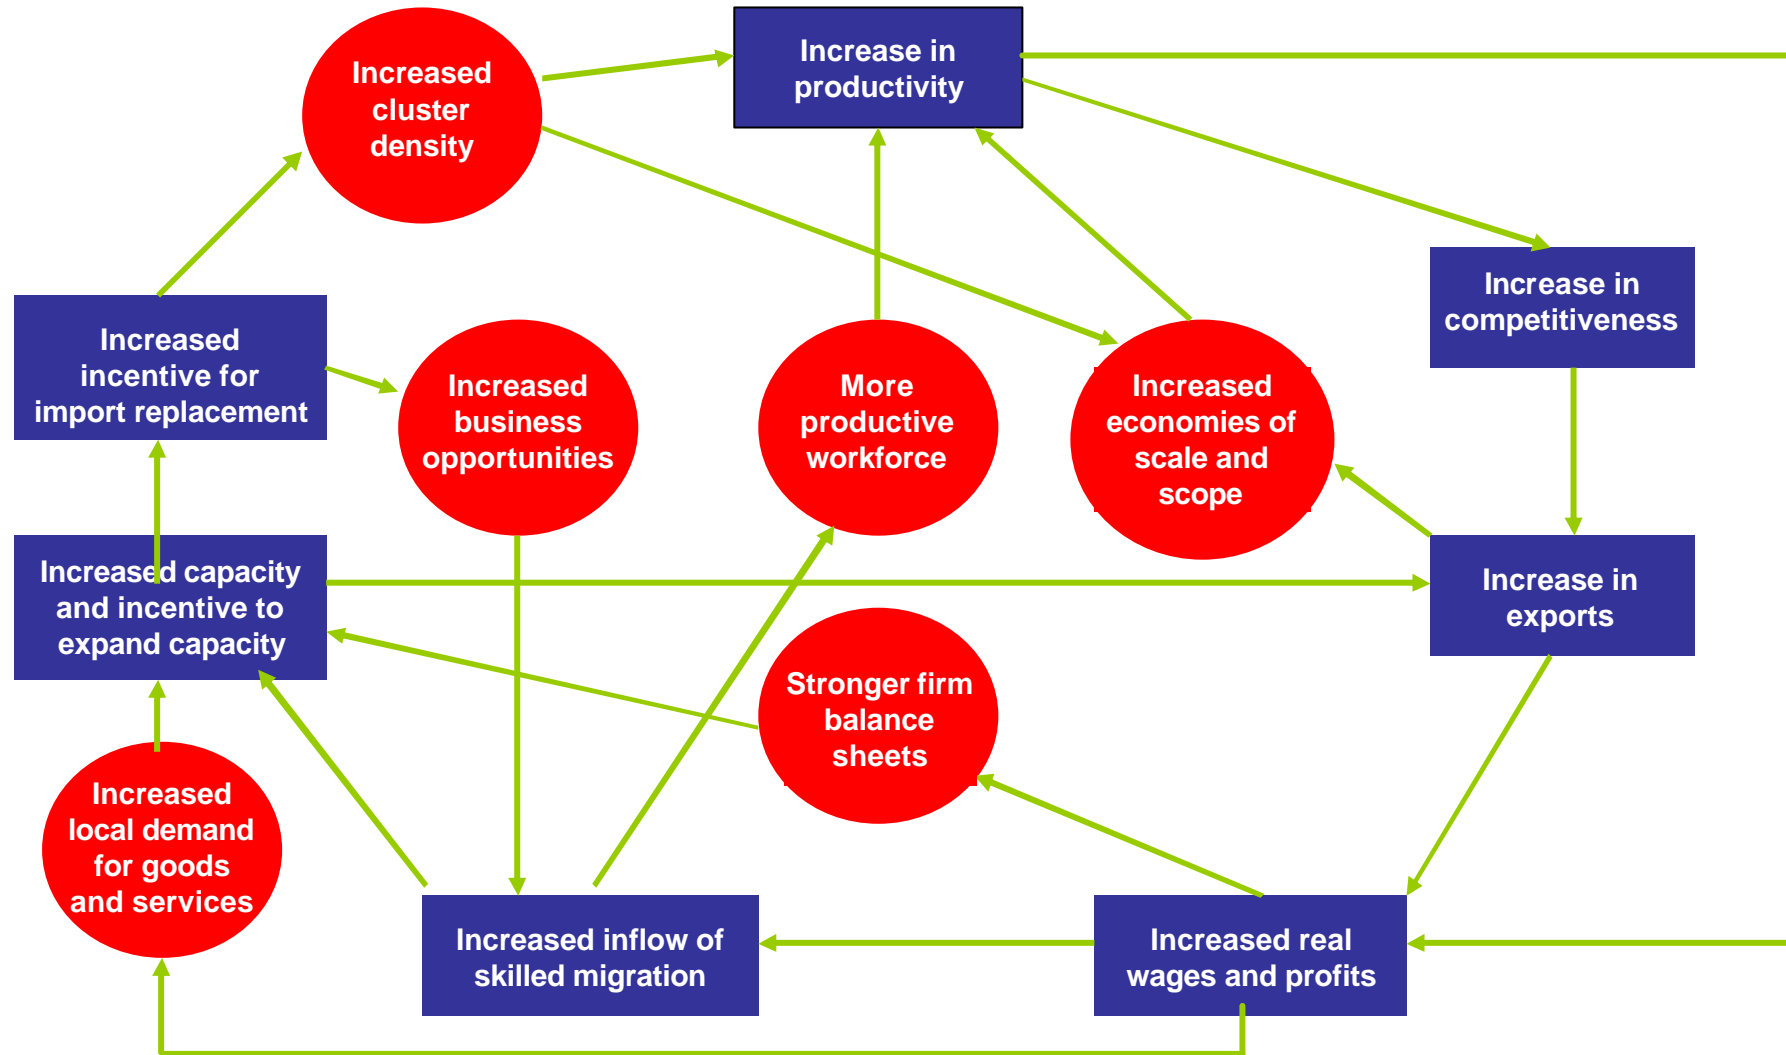 Increase in
productivity
Increased
cluster
density
Increase in
competitiveness
Increased
incentive for
import replacement
Increased
business
opportunities
More
productive
workforce
Increased
economies of
scale and
scope
Increased capacity
and incentive to
expand capacity
Increase in
exports
Stronger firm
balance
sheets
Increased
local demand
for goods
and services
Increased inflow of
skilled migration
Increased real
wages and profits